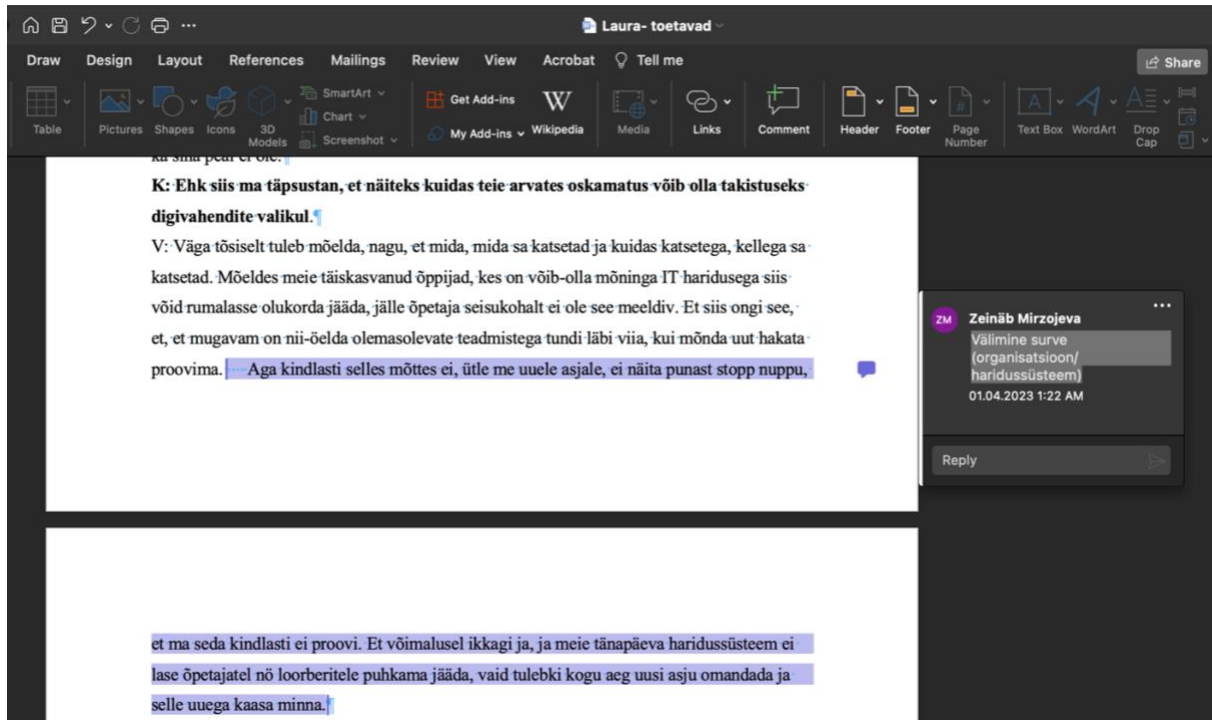 Laura- toetavad
Draw Design Layout References Mailings Review View Acrobat Tell me Share
Table Pictures Shapes Icons 3D Models SmartArt Chart Screenshot Get Add-ins My Add-ins W Wikipedia Media Links Comment Header Footer Page Number Text Box WordArt Drop Cap
ka sina pearl ei ole.
K: Ehk siis ma täpsustan, et näiteks kuidas teie arvates oskamatus võib olla takistuseks
digivahendite valikul.
V: Väga tõsiselt tuleb mõelda, nagu, et mida, mida sa katsetad ja kuidas katsetega, kellega sa
katsetad. Mõeldes meie täiskasvanud õppijad, kes on võib-olla mõninga IT haridusega siis
võid rumalasse olukorda jääda, jälle õpetaja seisukohalt ei ole see meeldiv. Et siis ongi see,
et, et mugavam on nii-öelda olemasolevate teadmistega tundi läbi viia, kui mõnda uut hakata
proovima. Aga kindlasti selles mõttes ei, ütle me uuele asjale, ei näita punast stopp nuppu,
ZM Zeinäb Mirzojeva
Välimine surve
(organisatsioon/
haridussüsteem)
01.04.2023 1:22 AM
Reply
et ma seda kindlasti ei proovi. Et võimalusel ikkagi ja, ja meie tänapäeva haridussüsteem ei
lase õpetajatel nö loorberitele puhkama jääda, vaid tulebki kogu aeg uusi asju omandada ja
selle uuega kaasa minna.